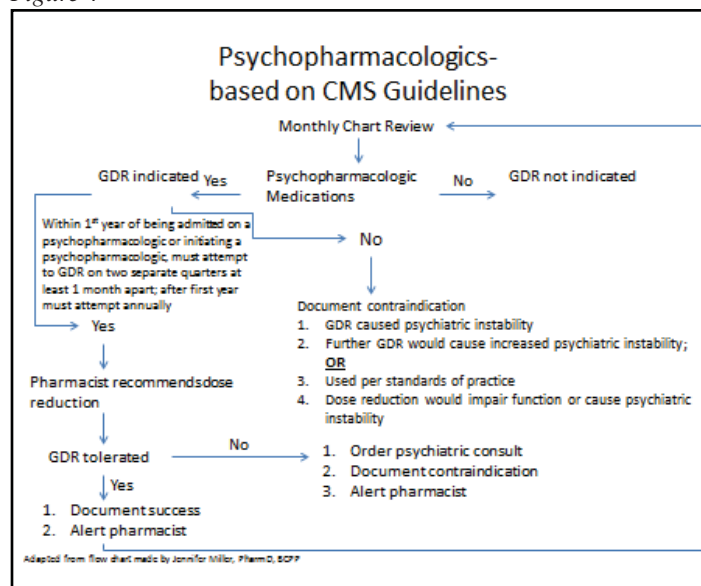 Psychopharmacologics-
based on CMS Guidelines
Monthly Chart Review
GDR indicated
Yes
Psychopharmacologic
Medications
No
GDR not indicated
Within 1st year of being admitted on a
psychopharmacologic or initiating a
psychopharmacologic, must attempt
to GDR on two separate quarters at
least 1 month apart; after first year
must attempt annually
No
Yes
Document contraindication
1. GDR caused psychiatric instability
2. Further GDR would cause increased psychiatric instability;
OR
3. Used per standards of practice
4. Dose reduction would impair function or cause psychiatric
instability
Pharmacist recommendsdose
reduction
GDR tolerated
No
1. Order psychiatric consult
2. Document contraindication
3. Alert pharmacist
Yes
1. Document success
2. Alert pharmacist
Adapted from flow chart made by Jennifer Miller, PharmD, BCPP